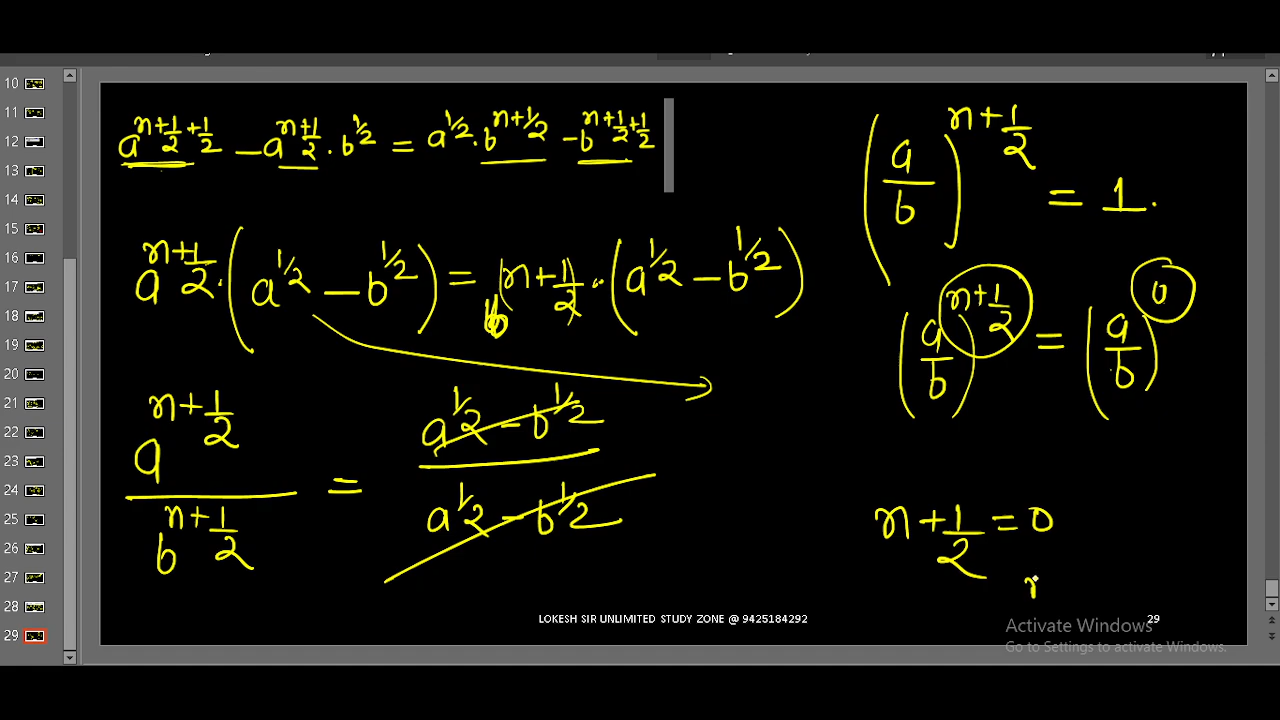 a^{n+1/2+1/2} - a^{n+1/2} · b^{1/2} = a^{1/2} · b^{n+1/2} - b^{n+1/2+1/2}
a^{n+1/2} · (a^{1/2} - b^{1/2}) = b^{n+1/2} · (a^{1/2} - b^{1/2})
a^{n+1/2} / b^{n+1/2} = (a^{1/2} - b^{1/2}) / (a^{1/2} - b^{1/2})
(a/b)^{n+1/2} = 1.
(a/b)^{n+1/2} = (a/b)^{0}
n + 1/2 = 0
LOKESH SIR UNLIMITED STUDY ZONE @ 9425184292
29
Activate Windows
Go to Settings to activate Windows.
10
11
12
13
14
15
16
17
18
19
20
21
22
23
24
25
26
27
28
29